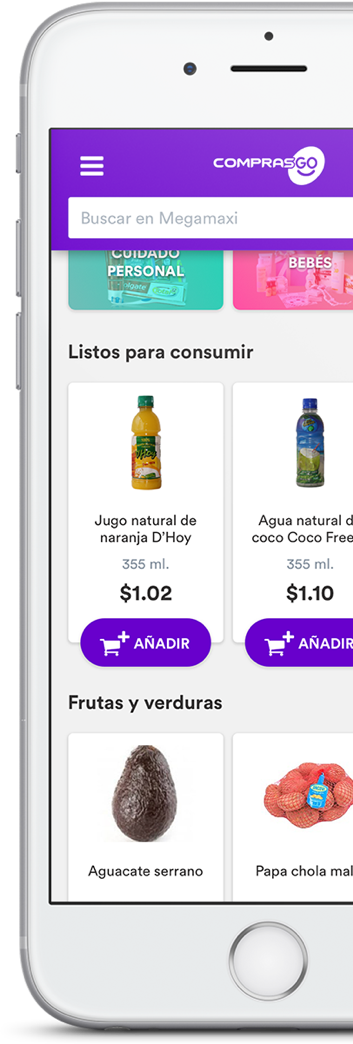 COMPRASGO
Buscar en Megamaxi
CUIDADO
PERSONAL
BEBÉS
Listos para consumir
Jugo natural de
naranja D'Hoy
355 ml.
$1.02
AÑADIR
Agua natural d
coco Coco Free
355 ml.
$1.10
AÑADIR
Frutas y verduras
Aguacate serrano
Papa chola mal